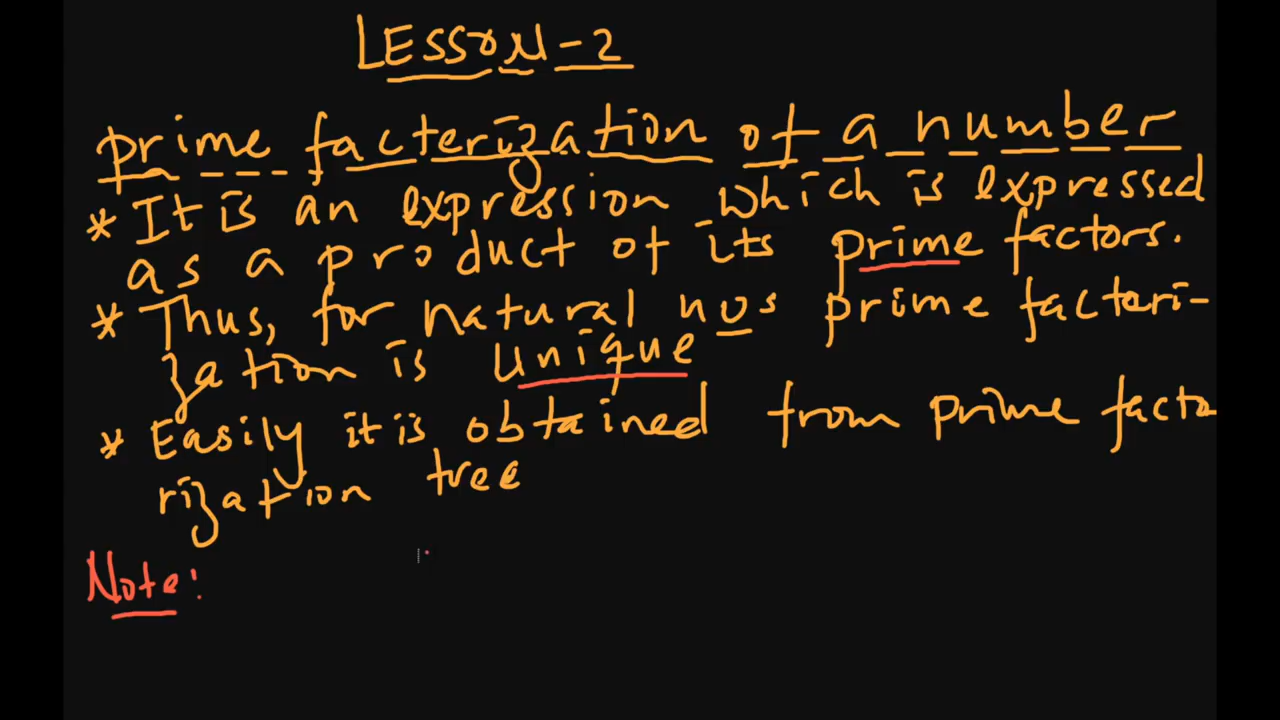 LESSON-2
prime facterization of a number
* It is an expression which is expressed
as a product of its prime factors.
* Thus, for natural nos prime facteri-
zation is unique
* Easily it is obtained from prime facto
rization tree
Note: